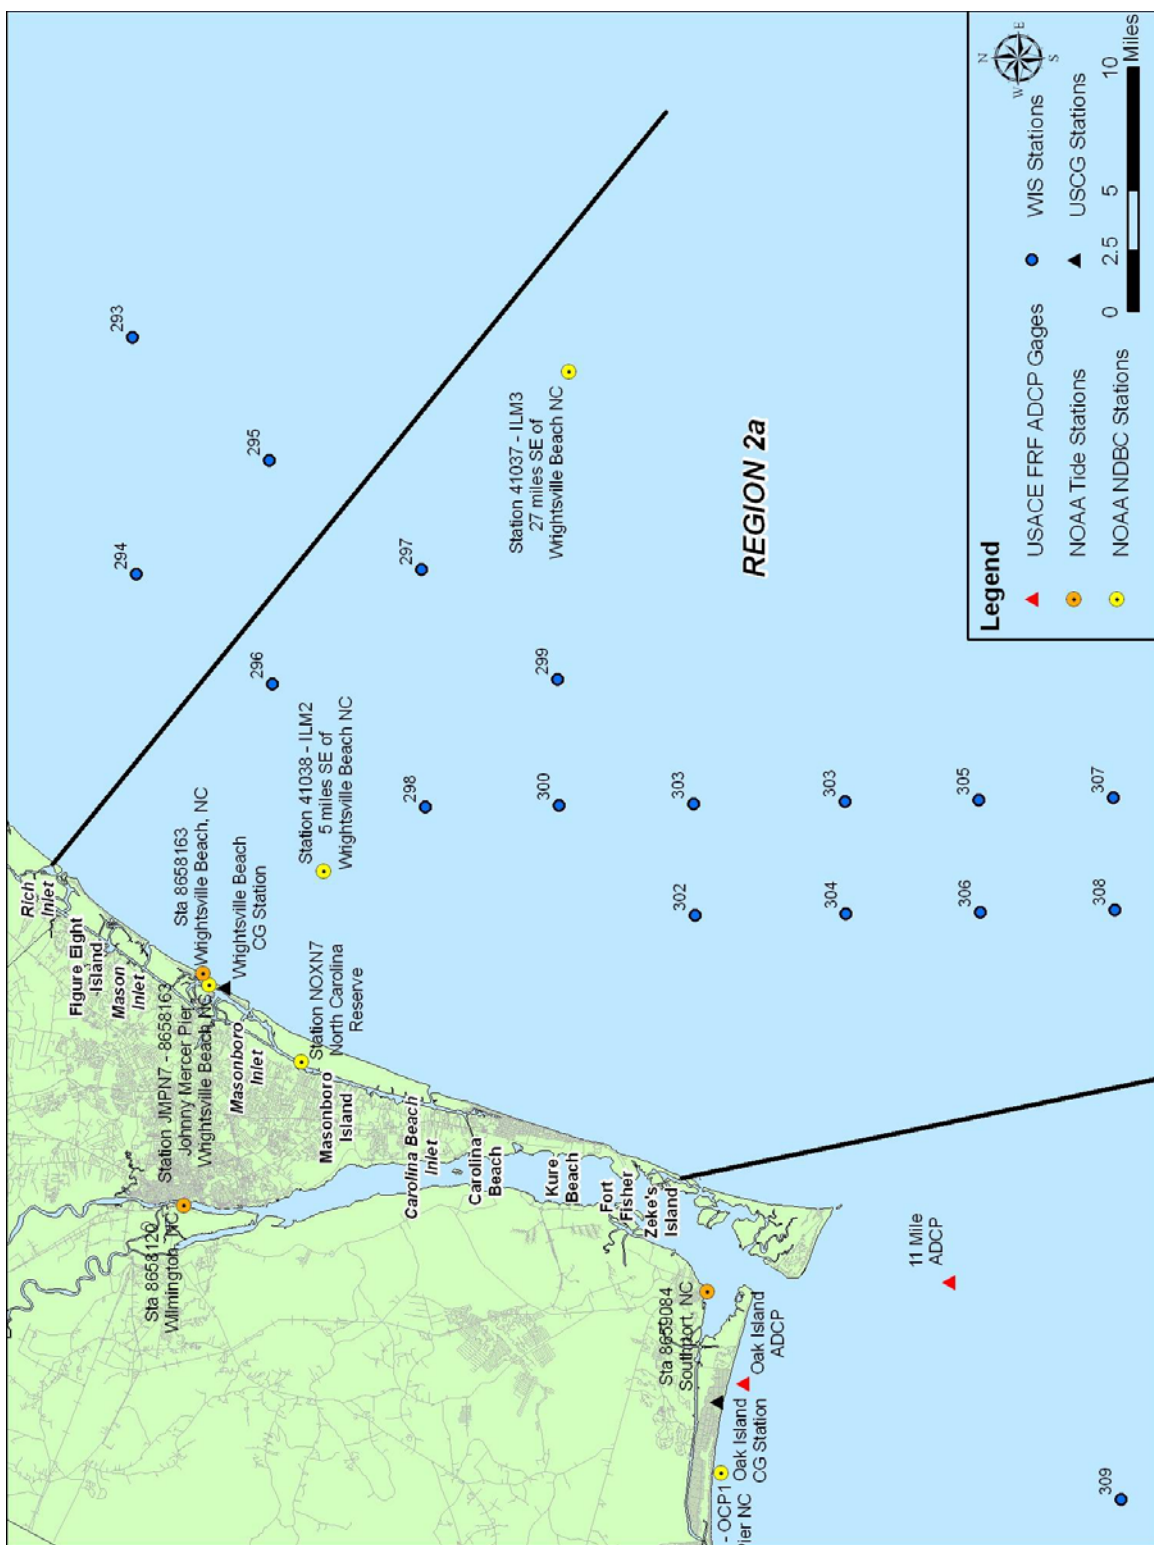 Rich
Inlet
Figure Eight
Island
Mason
Inlet
Sta 8658163
Wrightsville Beach, NC
Wrightsville Beach
CG Station
Station JMPN7 - 8658163
Johnny Mercer Pier
Wrightsville Beach, NC
Masonboro
Inlet
Sta 8658120
Wilmington, NC
Station NOXN7
North Carolina
Reserve
Masonboro
Island
Station 41038 - ILM2
5 miles SE of
Wrightsville Beach NC
Carolina Beach
Inlet
Carolina
Beach
Kure
Beach
Fort
Fisher
Zeke's
Island
Sta 8659084
Southport, NC
Oak Island
ADCP
Oak Island
CG Station
- OCP1
Pier NC
11 Mile
ADCP
293
294
295
296
297
298
299
300
303
302
303
304
305
306
307
308
309
Station 41037 - ILM3
27 miles SE of
Wrightsville Beach NC
REGION 2a
Legend
USACE FRF ADCP Gages
WIS Stations
NOAA Tide Stations
USCG Stations
NOAA NDBC Stations
N
E
S
W
0
2.5
5
10
Miles